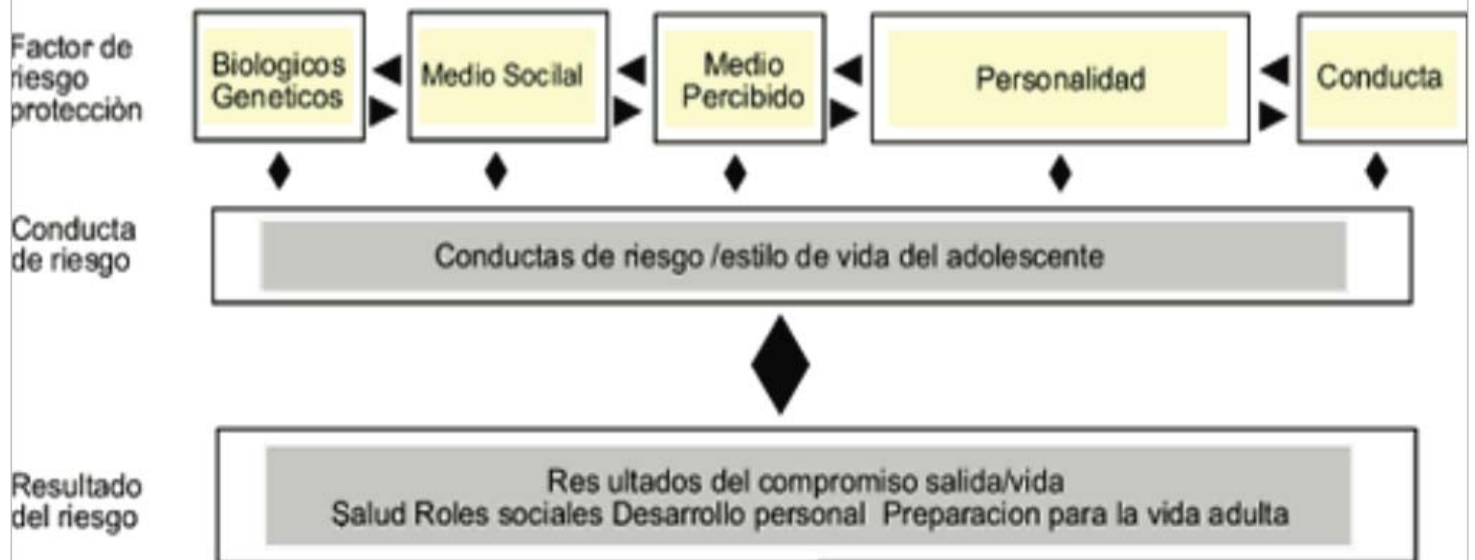 Factor de
riesgo
protecciòn
Biologicos
Geneticos
Medio Socilal
Medio
Percibido
Personalidad
Conducta
Conducta
de riesgo
Conductas de riesgo /estilo de vida del adolescente
Resultado
del riesgo
Res ultados del compromiso salida/vida
Salud Roles sociales Desarrollo personal Preparacion para la vida adulta